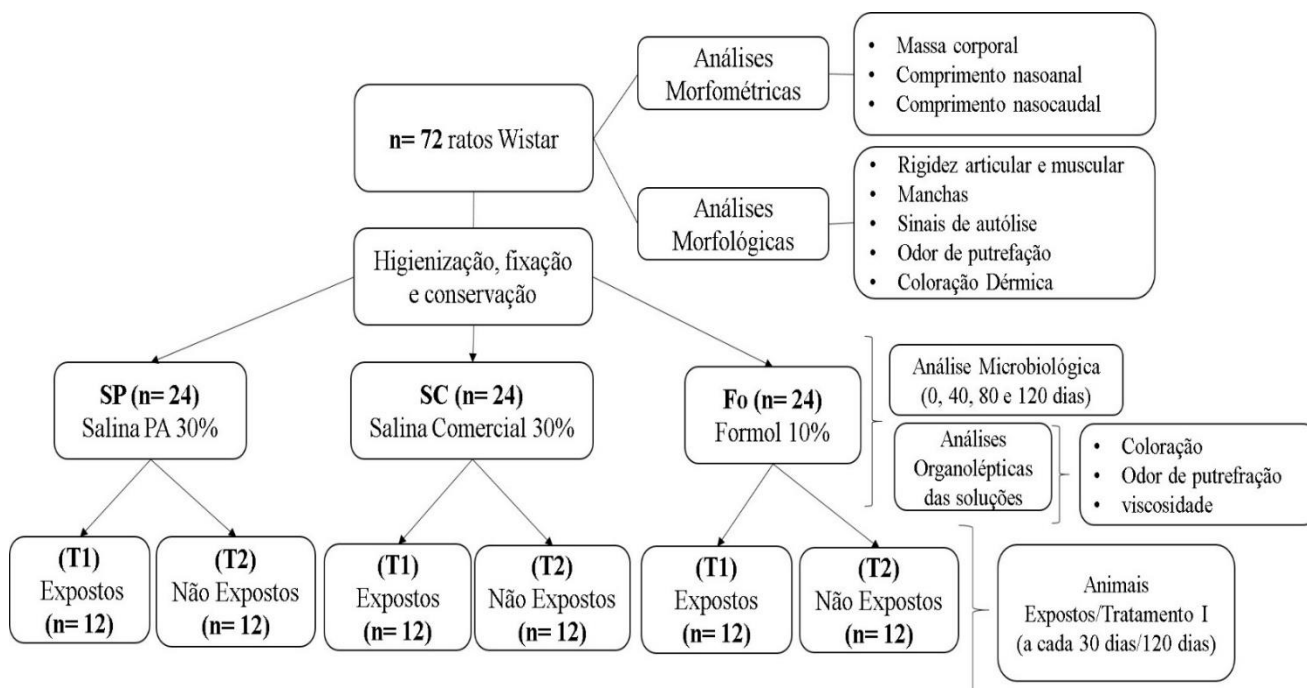 n= 72 ratos Wistar
Análises
Morfométricas
• Massa corporal
• Comprimento nasoanal
• Comprimento nasocaudal
Análises
Morfológicas
• Rigidez articular e muscular
• Manchas
• Sinais de autólise
• Odor de putrefação
• Coloração Dérmica
Higienização, fixação
e conservação
SP (n= 24)
Salina PA 30%
SC (n= 24)
Salina Comercial 30%
Fo (n= 24)
Formol 10%
Análise Microbiológica
(0, 40, 80 e 120 dias)
Análises
Organolépticas
das soluções
• Coloração
• Odor de putrefração
• viscosidade
(T1)
Expostos
(n= 12)
(T2)
Não Expostos
(n= 12)
(T1)
Expostos
(n= 12)
(T2)
Não Expostos
(n= 12)
(T1)
Expostos
(n= 12)
(T2)
Não Expostos
(n= 12)
Animais
Expostos/Tratamento I
(a cada 30 dias/120 dias)